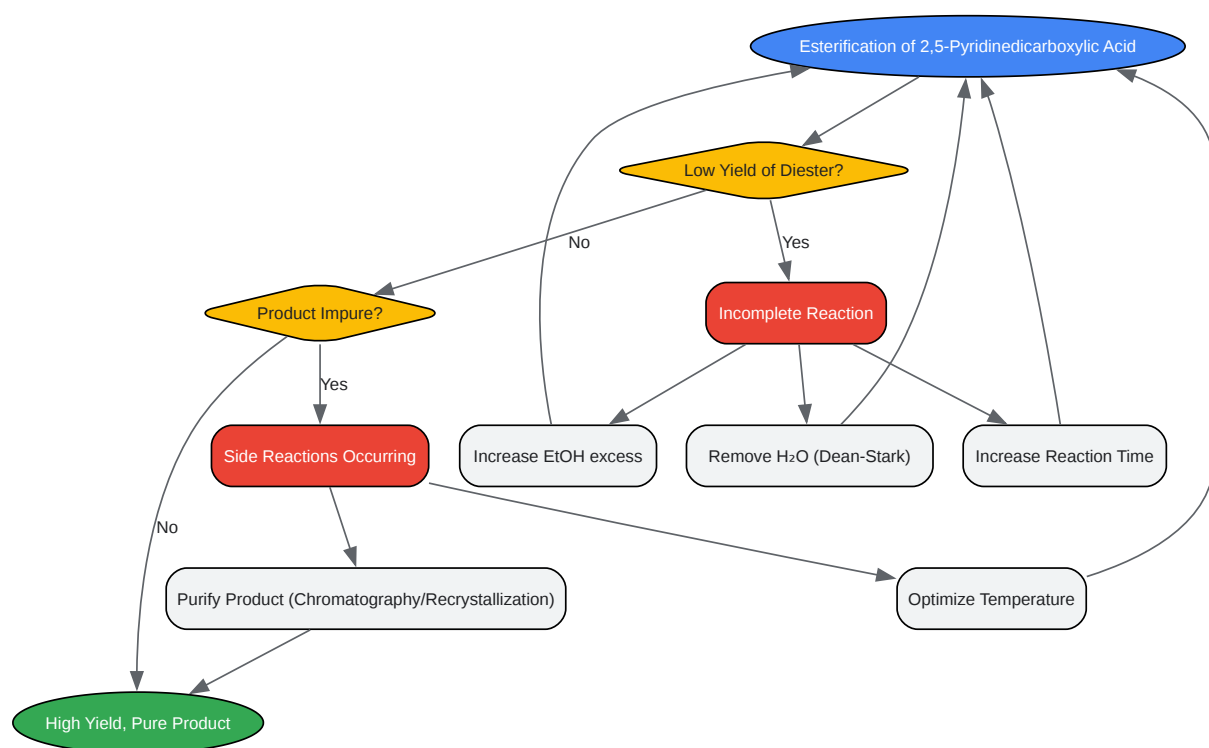 Esterification of 2,5-Pyridinedicarboxylic Acid
Low Yield of Diester?
No
Yes
Product Impure?
Incomplete Reaction
Yes
Side Reactions Occurring
Increase EtOH excess
Remove H₂O (Dean-Stark)
Increase Reaction Time
No
Purify Product (Chromatography/Recrystallization)
Optimize Temperature
High Yield, Pure Product